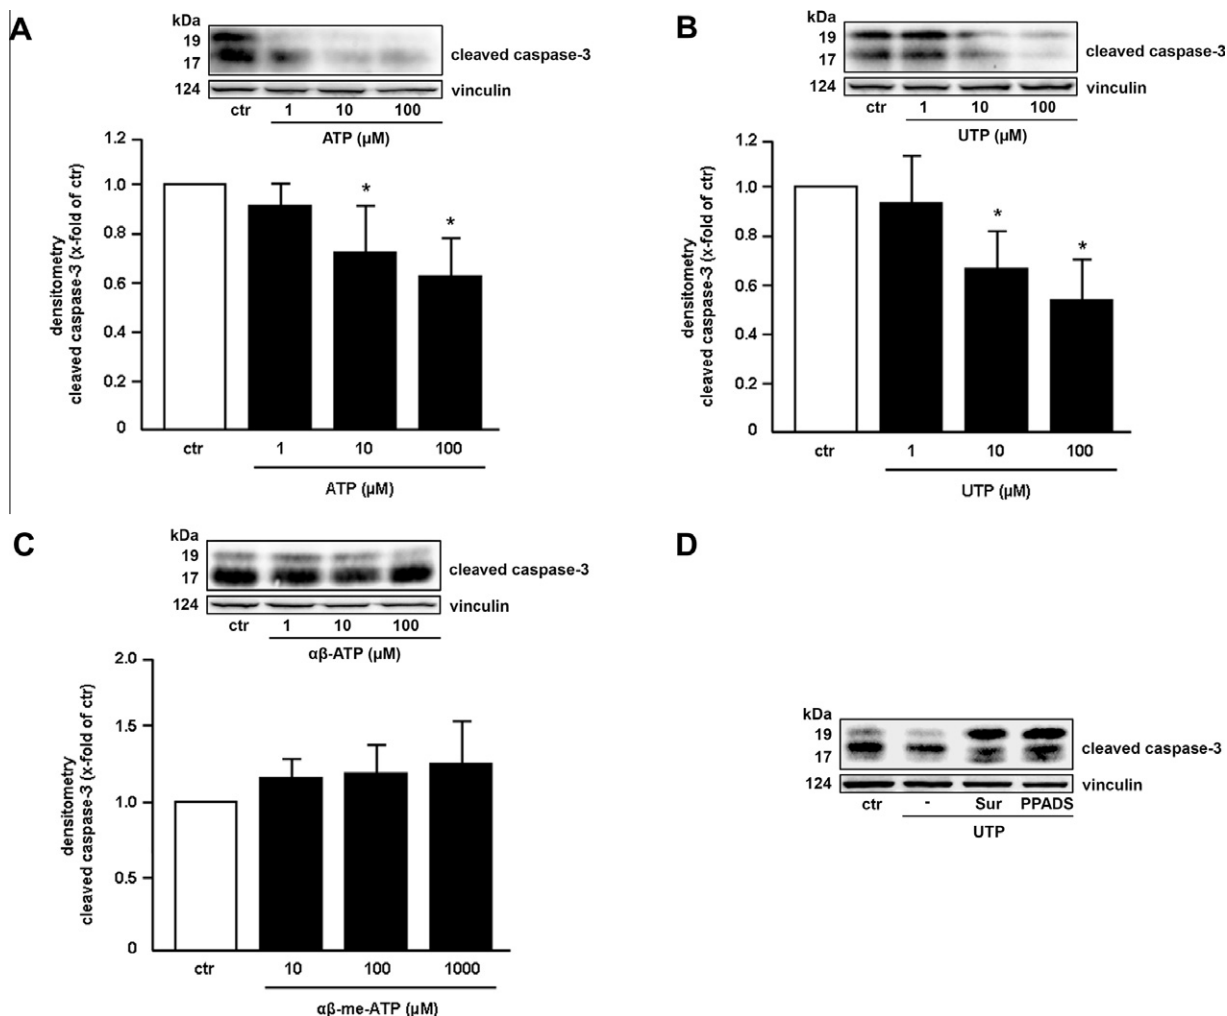 A
kDa
19
17
cleaved caspase-3
124
vinculin
ctr 1 10 100
ATP (µM)
densitometry
cleaved caspase-3 (x-fold of ctr)
1.2
1.0
0.8
0.6
0.4
0.2
0
*
*
ctr 1 10 100
ATP (µM)
B
kDa
19
17
cleaved caspase-3
124
vinculin
ctr 1 10 100
UTP (µM)
densitometry
cleaved caspase-3 (x-fold of ctr)
1.2
1.0
0.8
0.6
0.4
0.2
0
*
*
ctr 1 10 100
UTP (µM)
C
kDa
19
17
cleaved caspase-3
124
vinculin
ctr 1 10 100
αβ-ATP (µM)
densitometry
cleaved caspase-3 (x-fold of ctr)
2.0
1.5
1.0
0.5
0
ctr 10 100 1000
αβ-me-ATP (µM)
D
kDa
19
17
cleaved caspase-3
124
vinculin
ctr - Sur PPADS
UTP